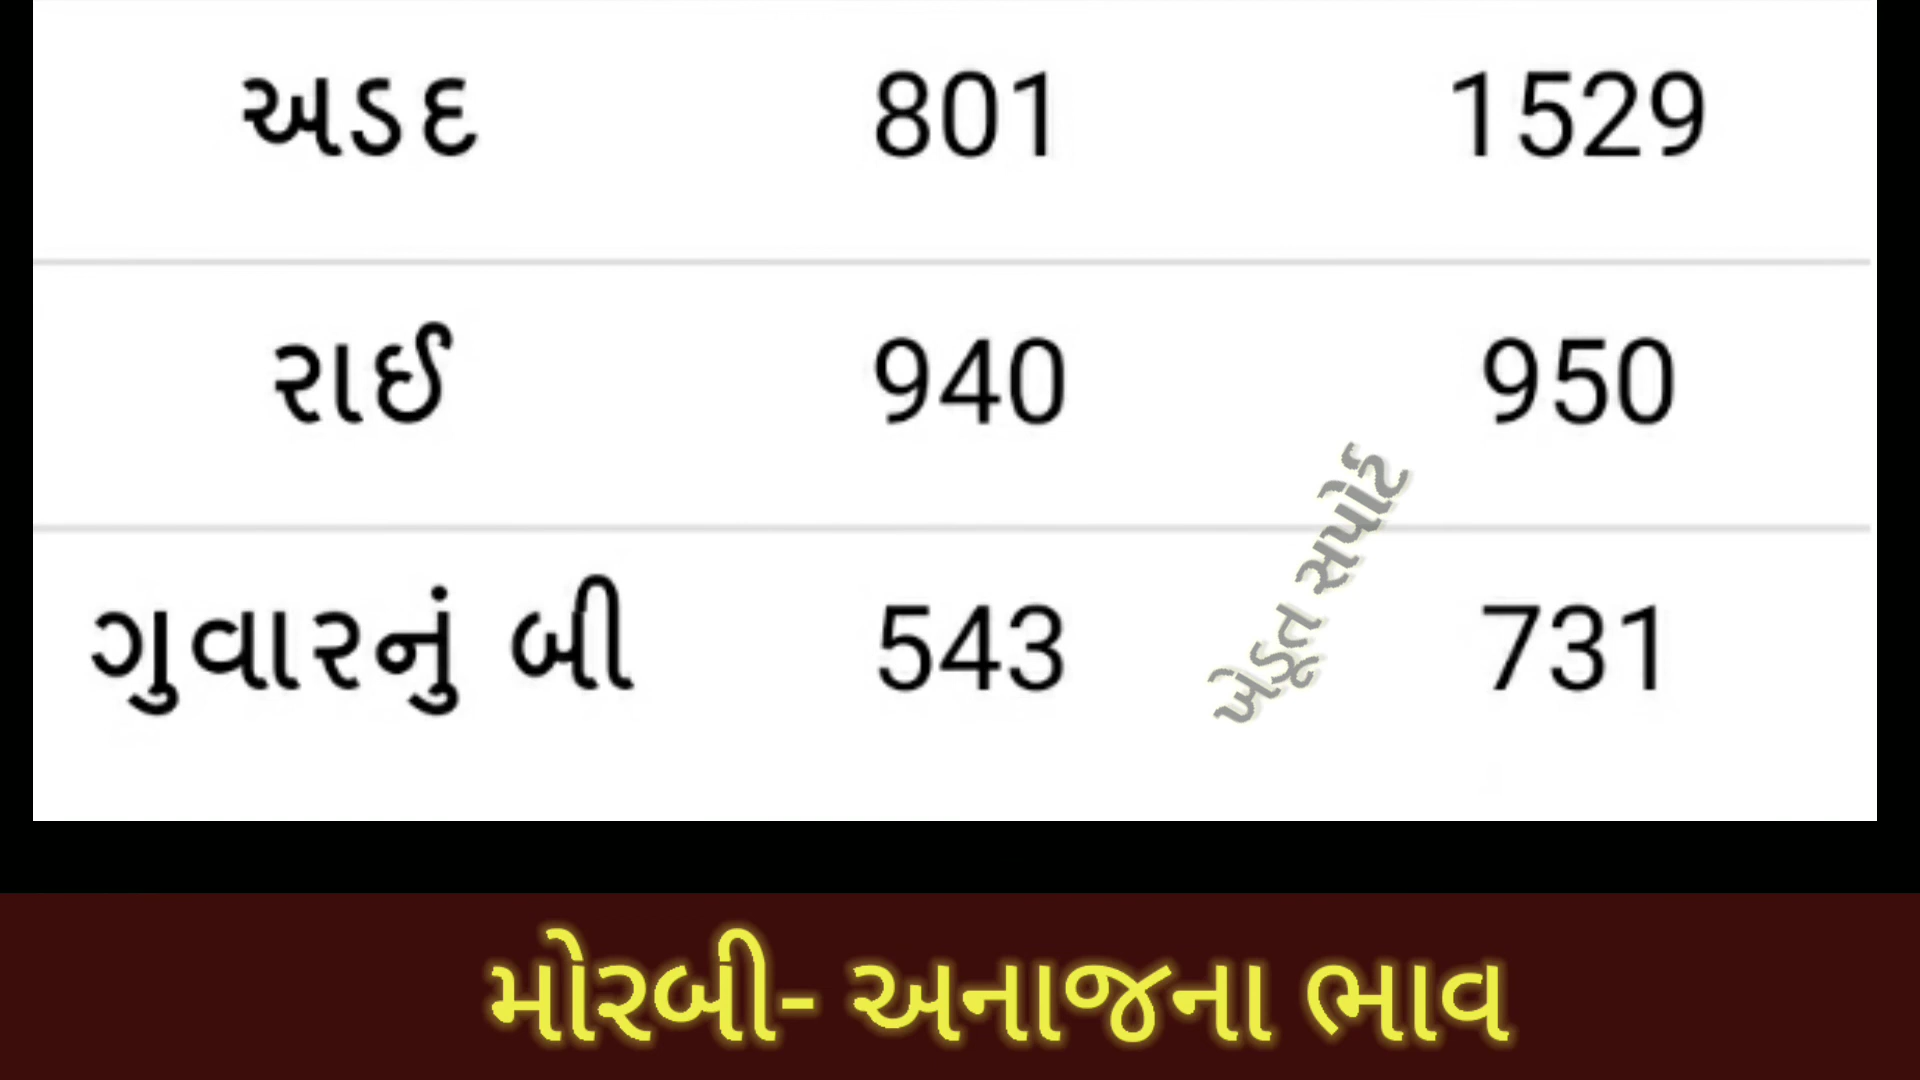 અડદ 801 1529
રાઈ 940 950
ગુવારનું બી 543 731
ખેડૂત સપોર્ટ
મોરબી- અનાજના ભાવ